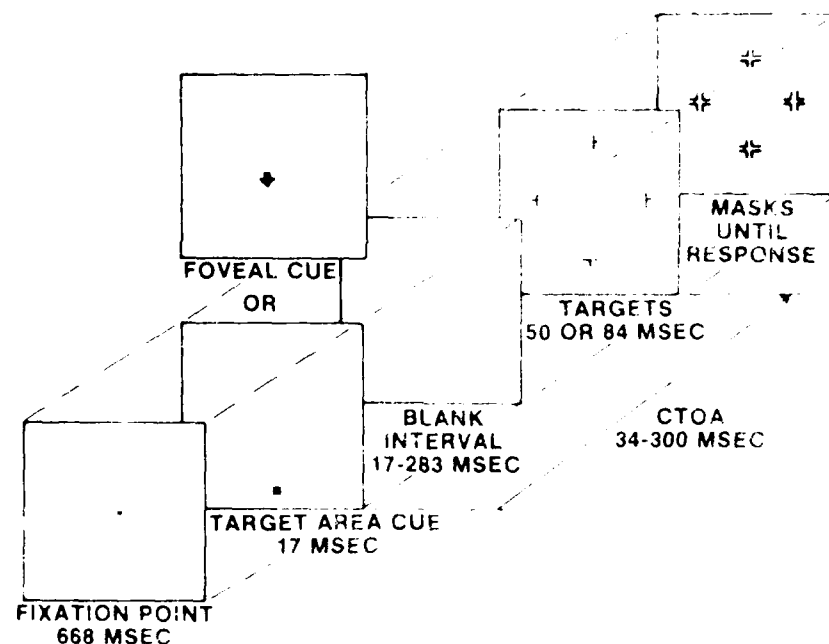 FOVEAL CUE
OR
TARGET AREA CUE
17 MSEC
FIXATION POINT
668 MSEC
BLANK
INTERVAL
17-283 MSEC
TARGETS
50 OR 84 MSEC
MASKS
UNTIL
RESPONSE
CTOA
34-300 MSEC